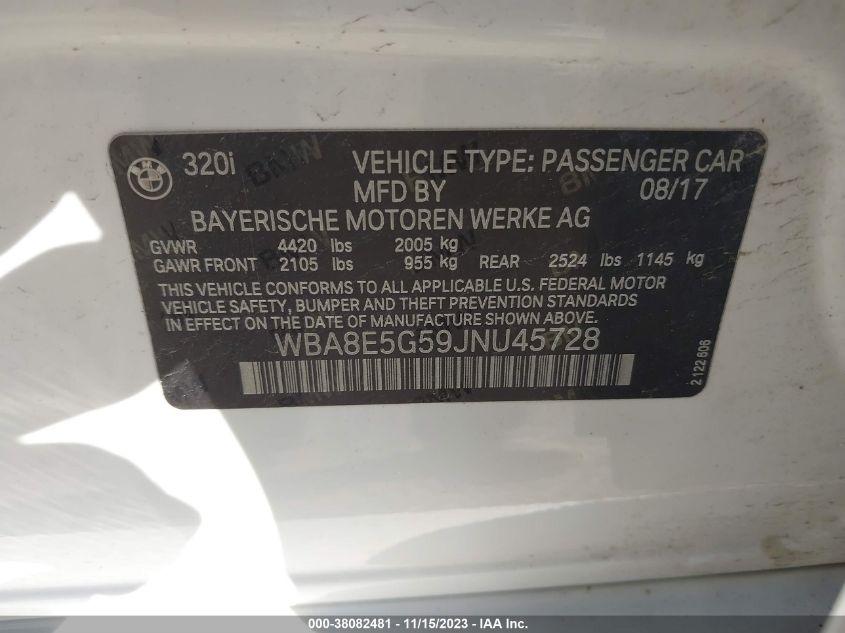 320i VEHICLE TYPE: PASSENGER CAR
MFD BY 08/17
BAYERISCHE MOTOREN WERKE AG
GVWR 4420 lbs 2005 kg
GAWR FRONT 2105 lbs 955 kg REAR 2524 lbs 1145 kg
THIS VEHICLE CONFORMS TO ALL APPLICABLE U.S. FEDERAL MOTOR
VEHICLE SAFETY, BUMPER AND THEFT PREVENTION STANDARDS
IN EFFECT ON THE DATE OF MANUFACTURE SHOWN ABOVE.
WBA8E5G59JNU45728
2122606
000-38082481 - 11/15/2023 - IAA Inc.